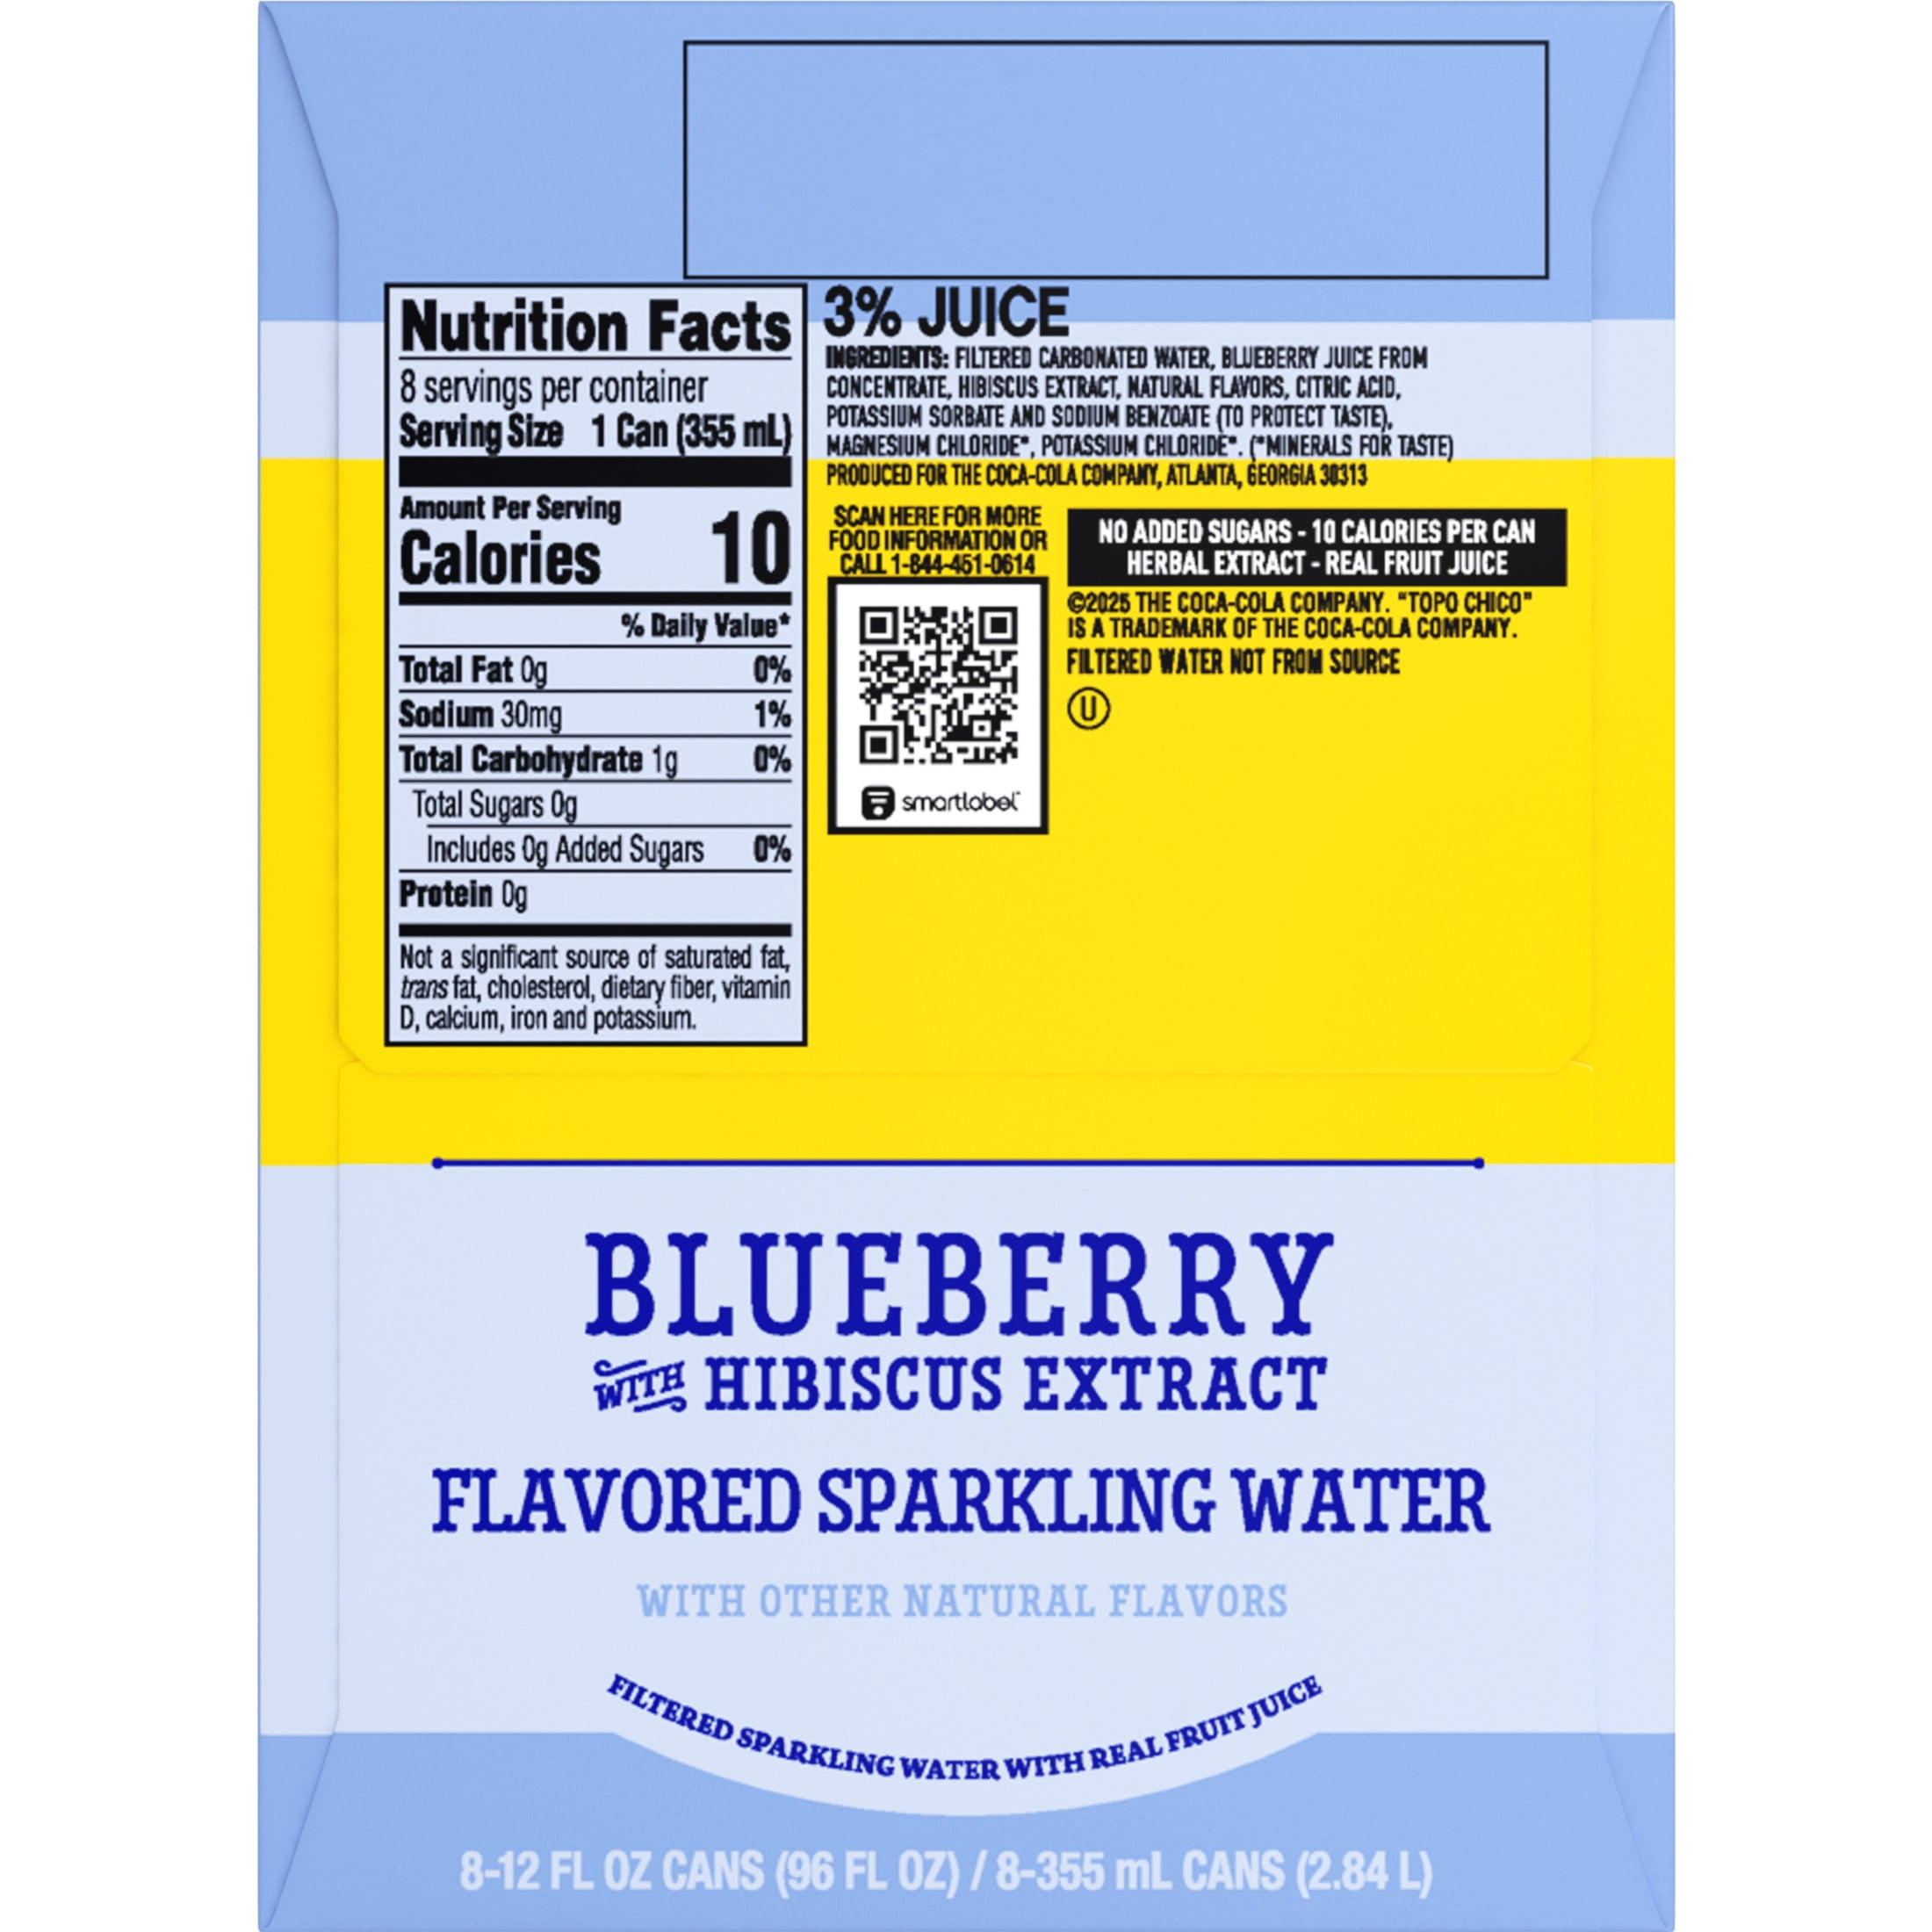 Nutrition Facts
8 servings per container
Serving Size 1 Can (355 mL)
Amount Per Serving
Calories 10
% Daily Value*
Total Fat 0g 0%
Sodium 30mg 1%
Total Carbohydrate 1g 0%
Total Sugars 0g
Includes 0g Added Sugars 0%
Protein 0g
Not a significant source of saturated fat,
trans fat, cholesterol, dietary fiber, vitamin
D, calcium, iron and potassium.
3% JUICE
INGREDIENTS: FILTERED CARBONATED WATER, BLUEBERRY JUICE FROM
CONCENTRATE, HIBISCUS EXTRACT, NATURAL FLAVORS, CITRIC ACID,
POTASSIUM SORBATE AND SODIUM BENZOATE (TO PROTECT TASTE),
MAGNESIUM CHLORIDE*, POTASSIUM CHLORIDE*. (*MINERALS FOR TASTE)
PRODUCED FOR THE COCA-COLA COMPANY, ATLANTA, GEORGIA 30313
SCAN HERE FOR MORE
FOOD INFORMATION OR
CALL 1-844-451-0614
smartlabel™
NO ADDED SUGARS - 10 CALORIES PER CAN
HERBAL EXTRACT - REAL FRUIT JUICE
©2025 THE COCA-COLA COMPANY. "TOPO CHICO"
IS A TRADEMARK OF THE COCA-COLA COMPANY.
FILTERED WATER NOT FROM SOURCE
U
BLUEBERRY
WITH HIBISCUS EXTRACT
FLAVORED SPARKLING WATER
WITH OTHER NATURAL FLAVORS
FILTERED SPARKLING WATER WITH REAL FRUIT JUICE
8-12 FL OZ CANS (96 FL OZ) / 8-355 mL CANS (2.84 L)